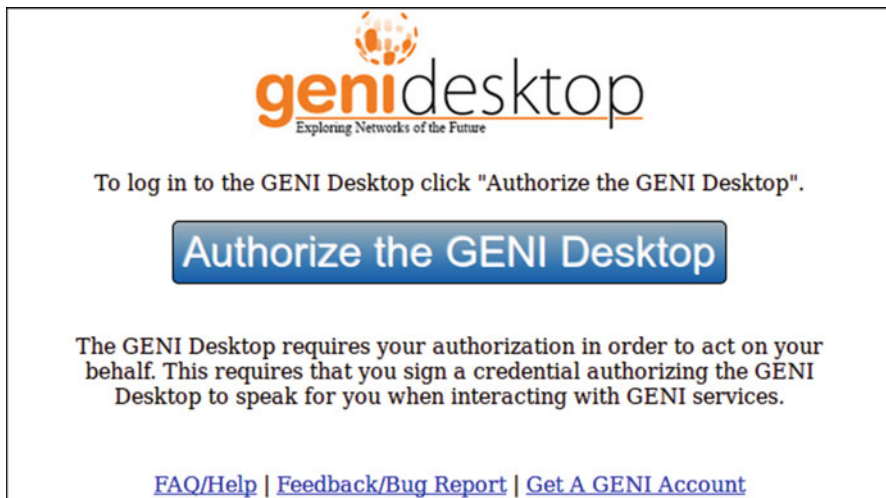 genidesktop
Exploring Networks of the Future
To log in to the GENI Desktop click "Authorize the GENI Desktop".
Authorize the GENI Desktop
The GENI Desktop requires your authorization in order to act on your
behalf. This requires that you sign a credential authorizing the GENI
Desktop to speak for you when interacting with GENI services.
FAQ/Help | Feedback/Bug Report | Get A GENI Account